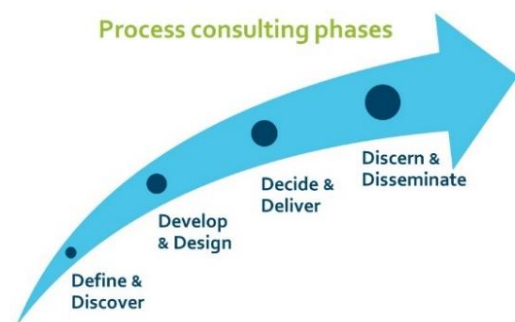 Process consulting phases
Define &
Discover
Develop
& Design
Decide &
Deliver
Discern &
Disseminate